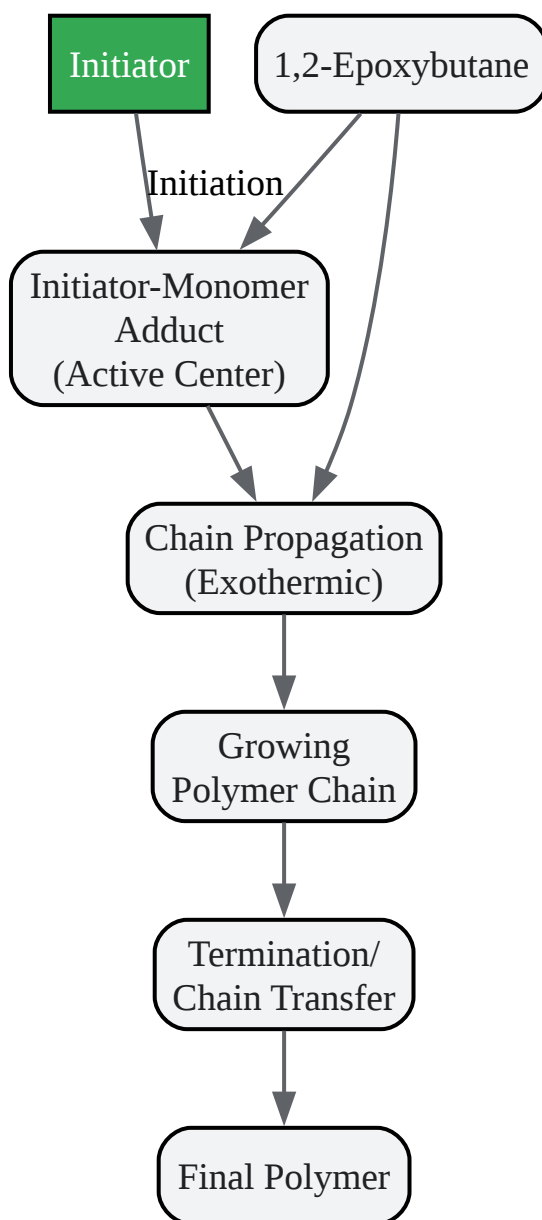 Initiator
1,2-Epoxybutane
Initiation
Initiator-Monomer
Adduct
(Active Center)
Chain Propagation
(Exothermic)
Growing
Polymer Chain
Termination/
Chain Transfer
Final Polymer